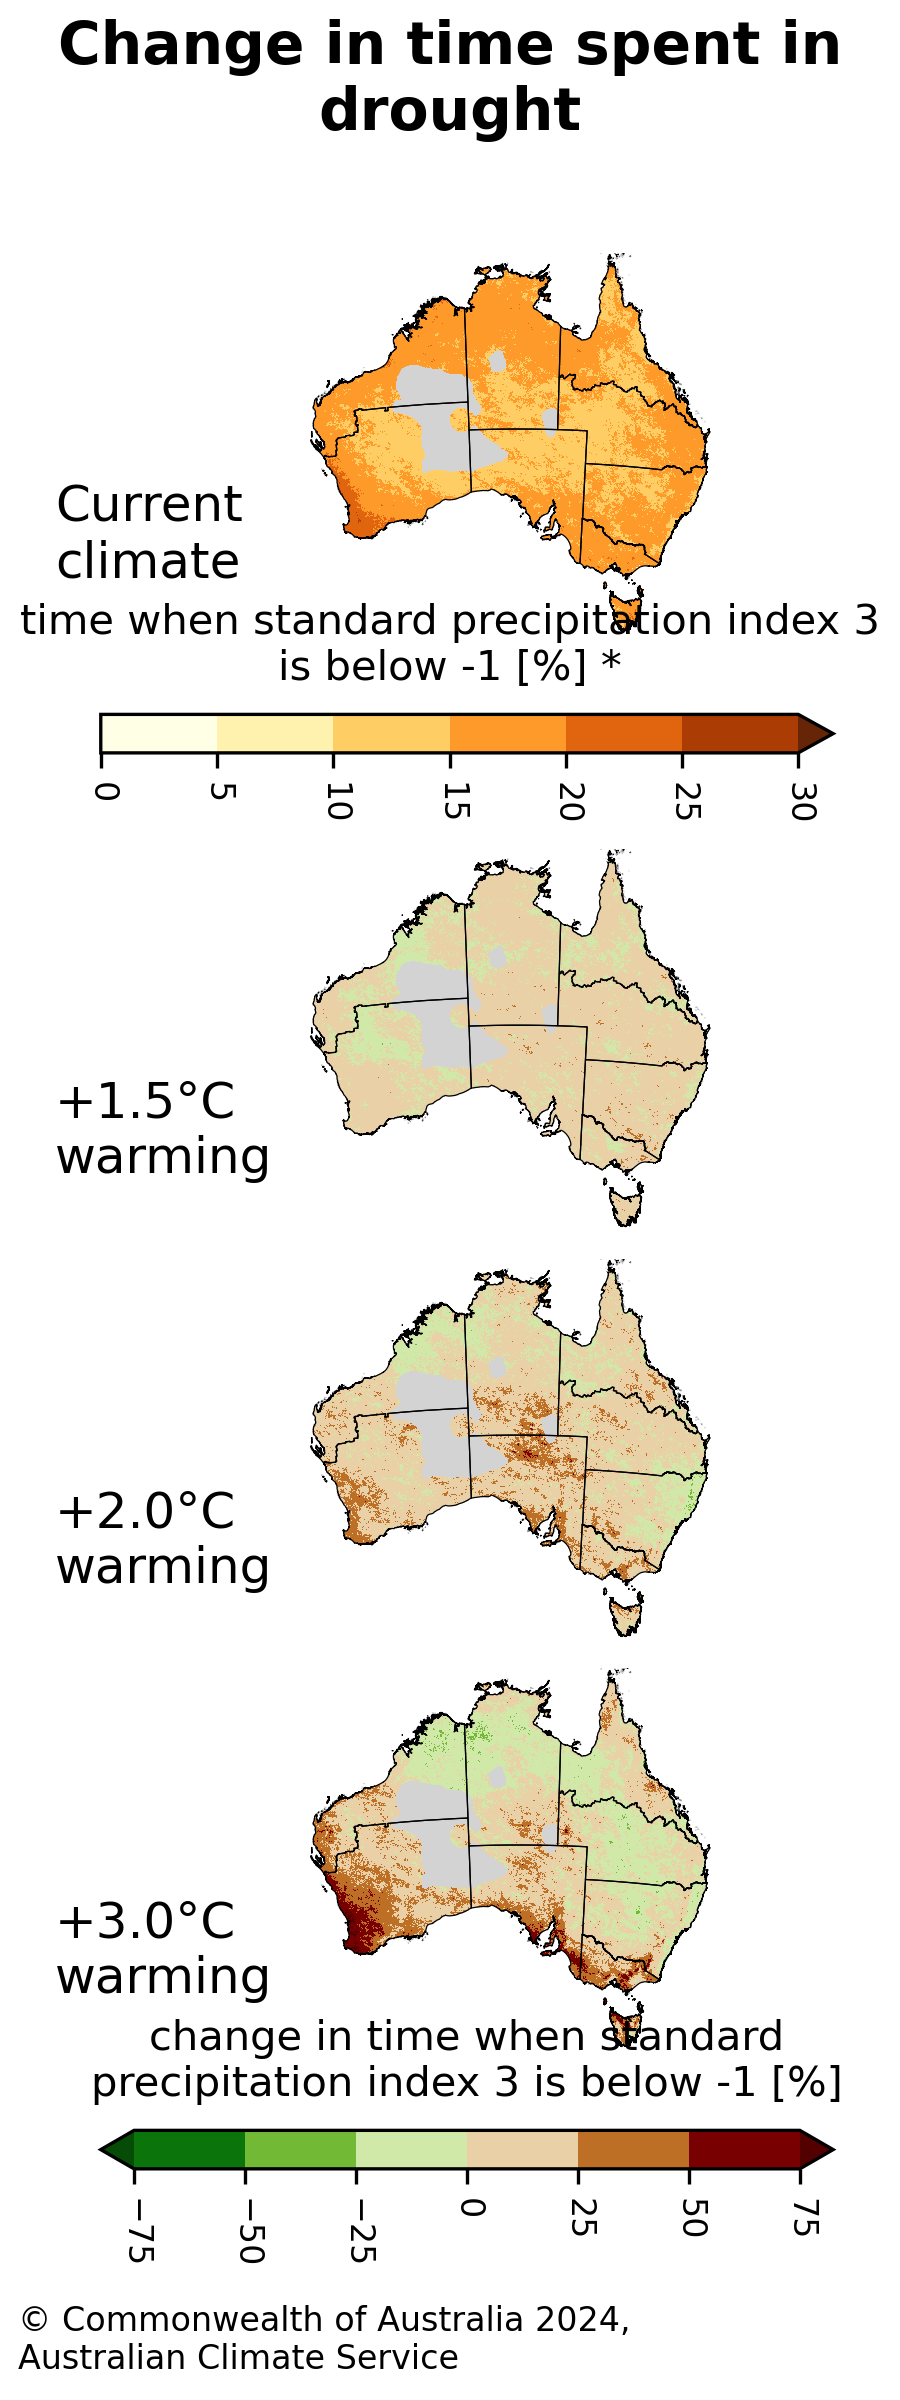 Change in time spent in
drought
Current
climate
time when standard precipitation index 3
is below -1 [%] *
0 5 10 15 20 25 30
+1.5°C
warming
+2.0°C
warming
+3.0°C
warming
change in time when standard
precipitation index 3 is below -1 [%]
−75 −50 −25 0 25 50 75
© Commonwealth of Australia 2024,
Australian Climate Service